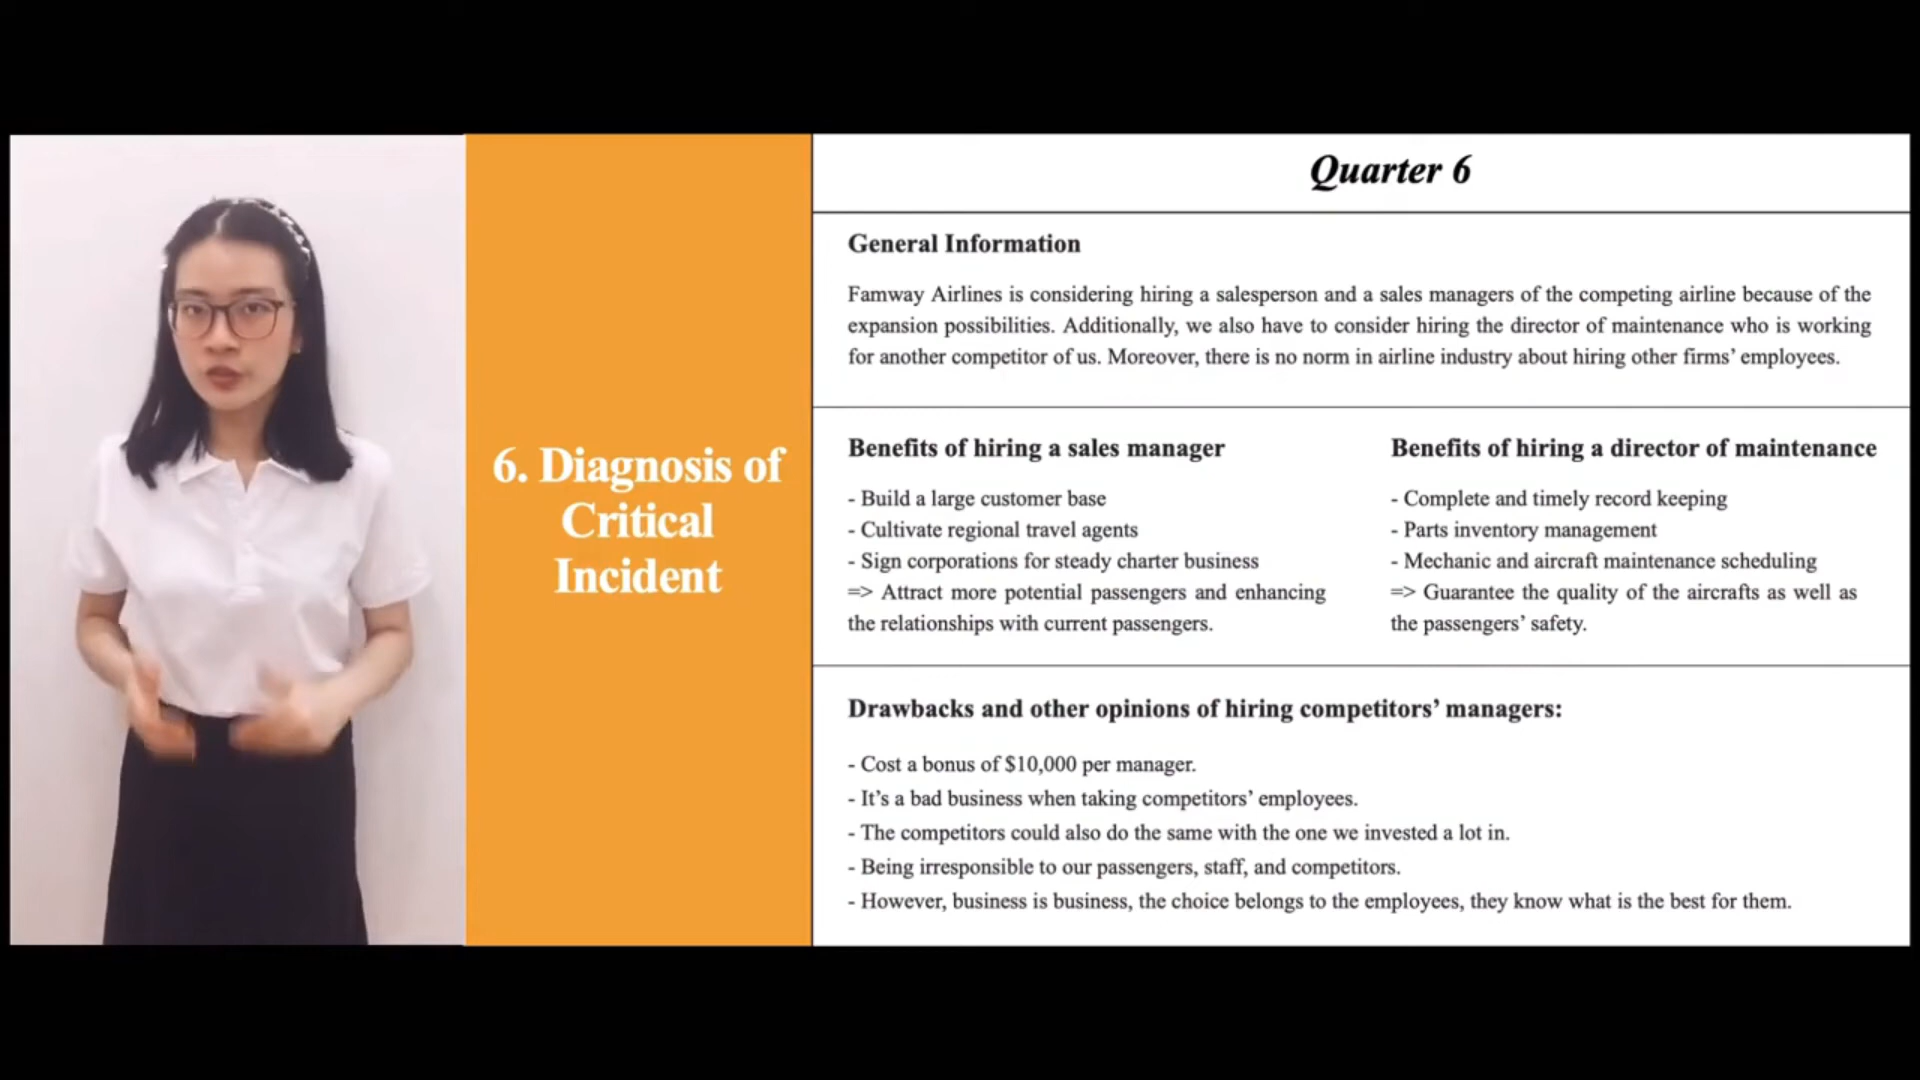 6. Diagnosis of
Critical
Incident
Quarter 6
General Information
Famway Airlines is considering hiring a salesperson and a sales managers of the competing airline because of the
expansion possibilities. Additionally, we also have to consider hiring the director of maintenance who is working
for another competitor of us. Moreover, there is no norm in airline industry about hiring other firms’ employees.
Benefits of hiring a sales manager
- Build a large customer base
- Cultivate regional travel agents
- Sign corporations for steady charter business
=> Attract more potential passengers and enhancing
the relationships with current passengers.
Benefits of hiring a director of maintenance
- Complete and timely record keeping
- Parts inventory management
- Mechanic and aircraft maintenance scheduling
=> Guarantee the quality of the aircrafts as well as
the passengers’ safety.
Drawbacks and other opinions of hiring competitors’ managers:
- Cost a bonus of $10,000 per manager.
- It’s a bad business when taking competitors’ employees.
- The competitors could also do the same with the one we invested a lot in.
- Being irresponsible to our passengers, staff, and competitors.
- However, business is business, the choice belongs to the employees, they know what is the best for them.